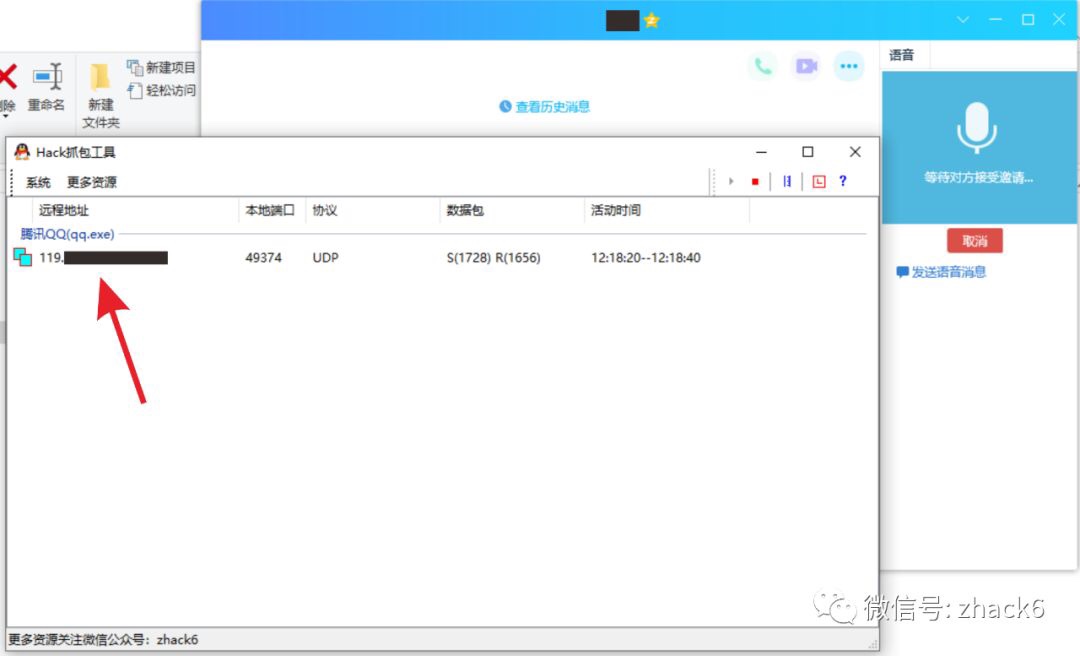 语音
新建项目
轻松访问
重命名
新建
文件夹
查看历史消息
等待对方接受邀请...
取消
发送语音消息
Hack抓包工具
系统 更多资源
远程地址 本地端口 协议 数据包 活动时间
腾讯QQ(qq.exe)
119. 49374 UDP S(1728) R(1656) 12:18:20--12:18:40
微信号: zhack6
更多资源关注微信公众号: zhack6